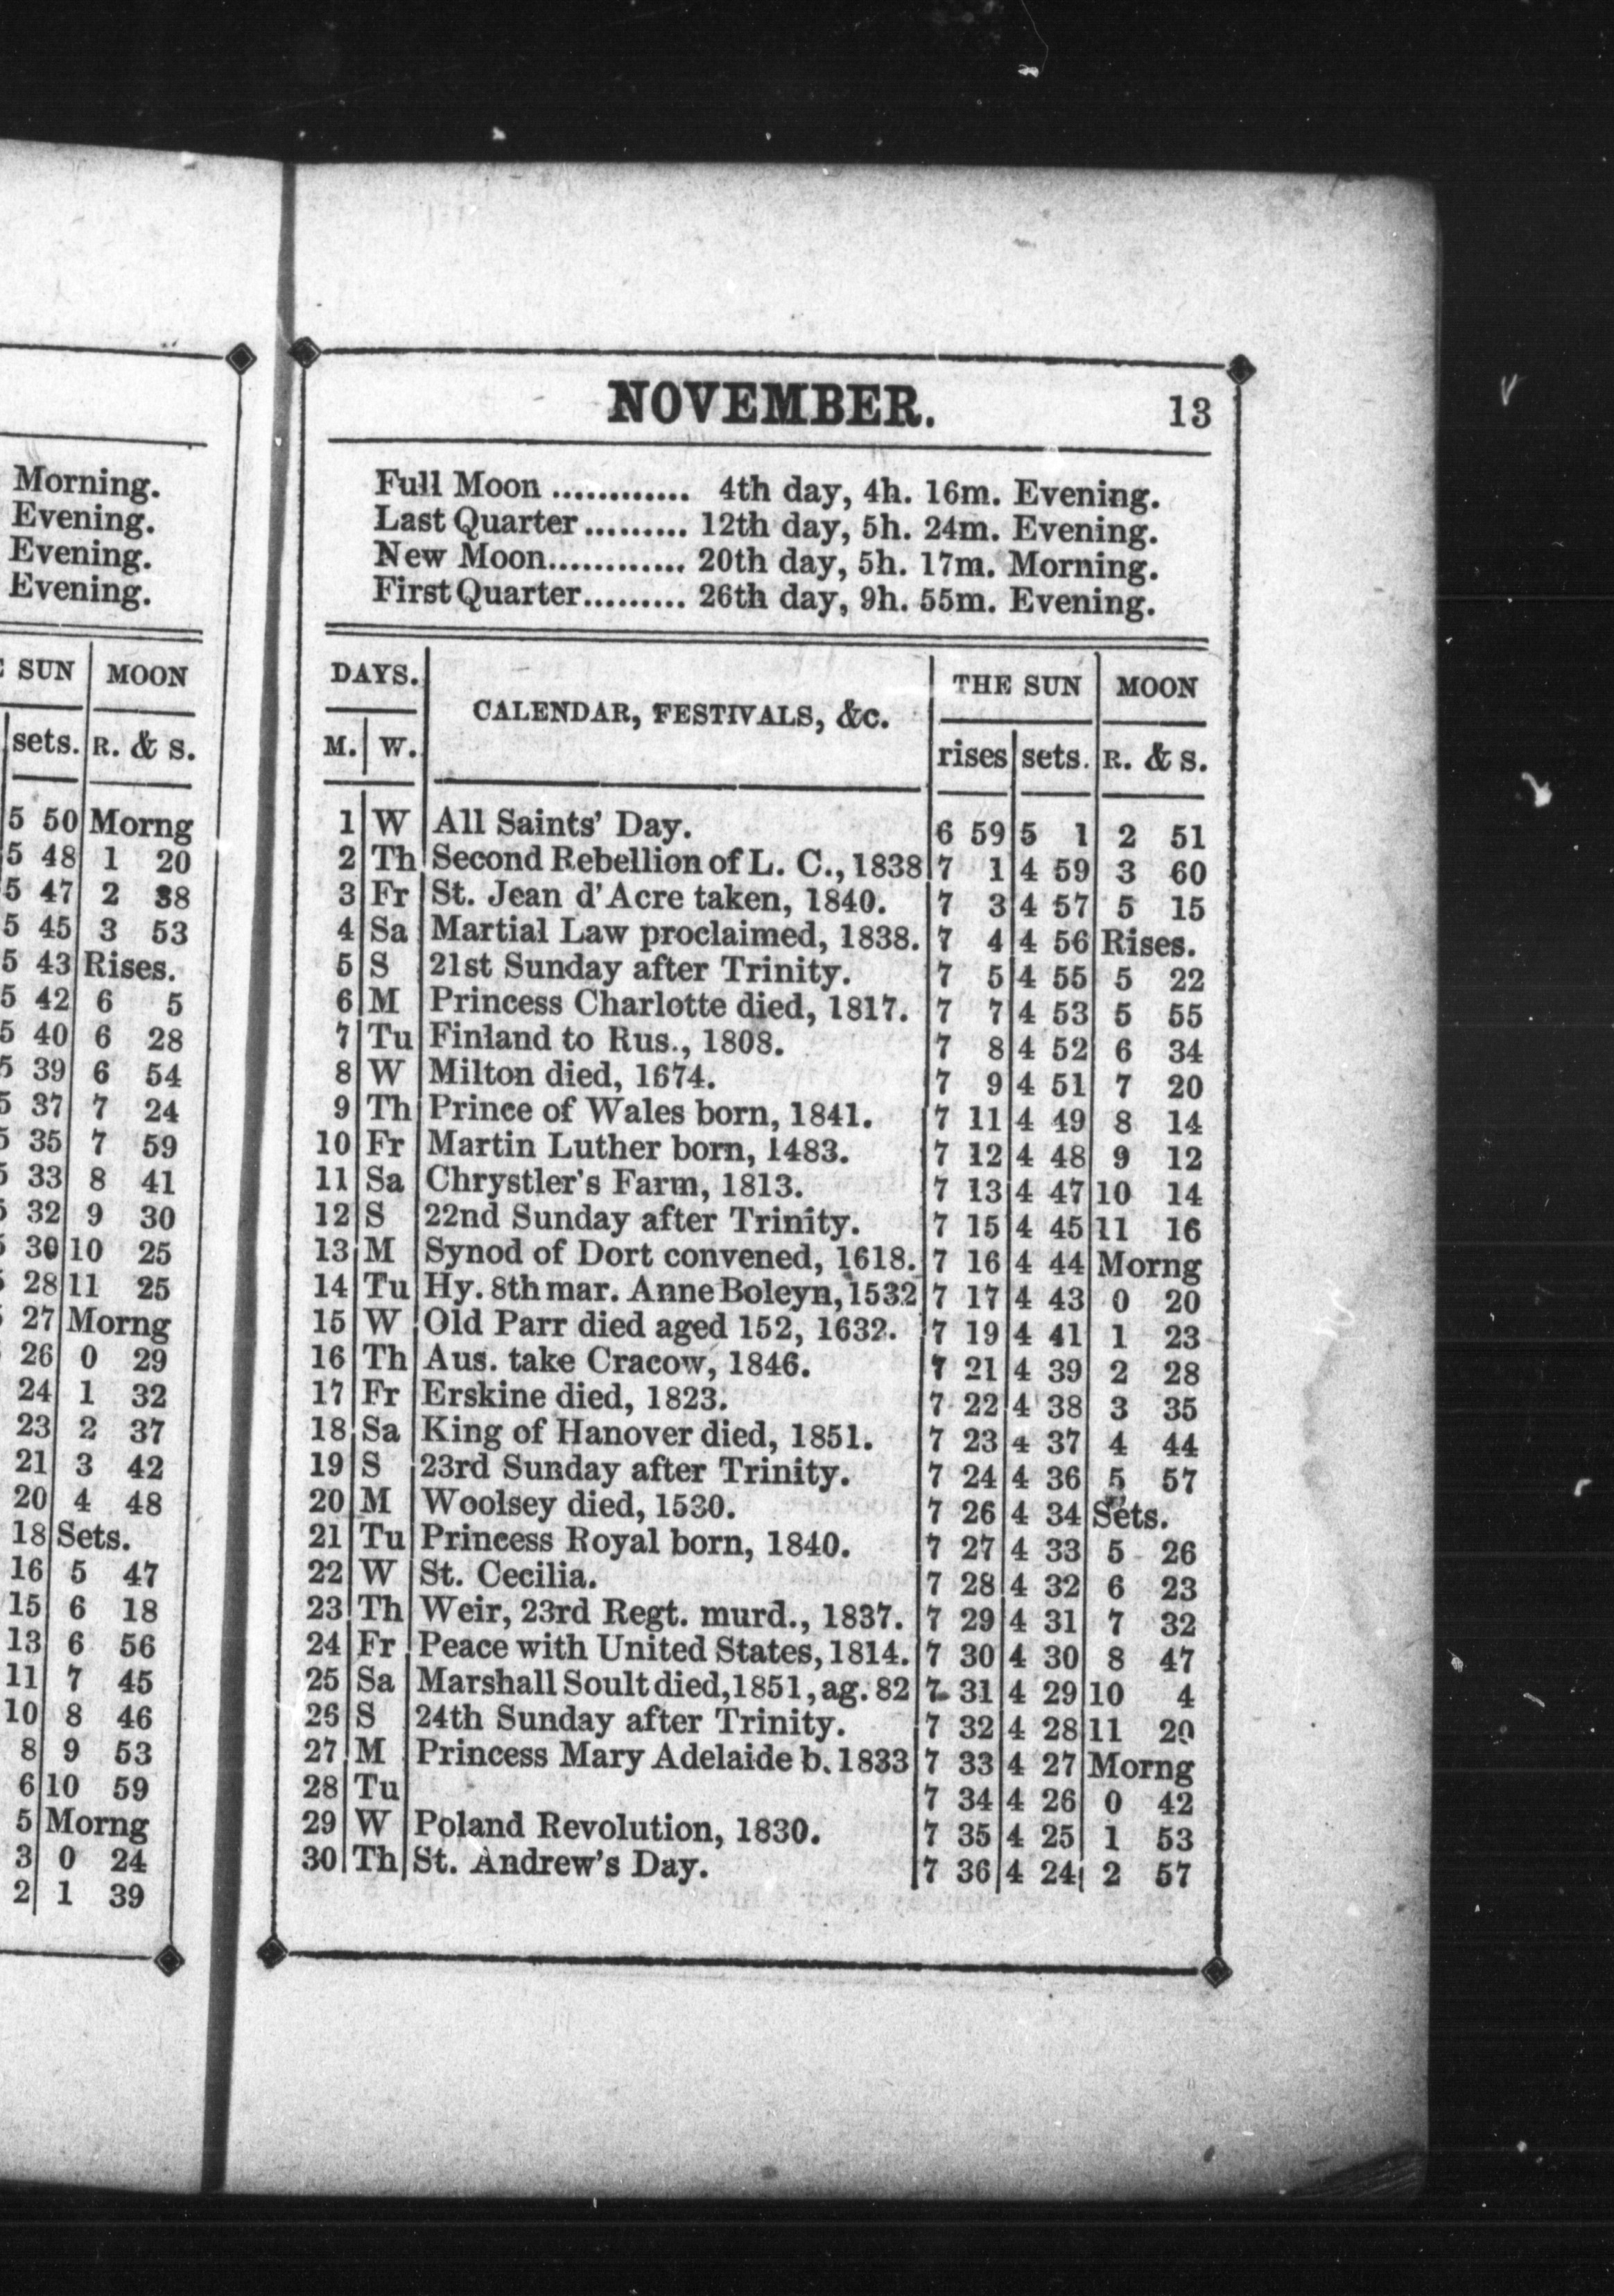 Morning.
Evening.
Evening.
Evening.
SUN MOON
sets. R. & S.
5 50 Morng
5 48 1 20
5 47 2 38
5 45 3 53
5 43 Rises.
5 42 6 5
5 40 6 28
5 39 6 54
5 37 7 24
5 35 7 59
5 33 8 41
5 32 9 30
5 30 10 25
5 28 11 25
27 Morng
26 0 29
24 1 32
23 2 37
21 3 42
20 4 48
18 Sets.
16 5 47
15 6 18
13 6 56
11 7 45
10 8 46
8 9 53
6 10 59
5 Morng
3 0 24
2 1 39
NOVEMBER. 13
Full Moon ............ 4th day, 4h. 16m. Evening.
Last Quarter ......... 12th day, 5h. 24m. Evening.
New Moon............ 20th day, 5h. 17m. Morning.
First Quarter......... 26th day, 9h. 55m. Evening.
DAYS. CALENDAR, FESTIVALS, &c. THE SUN MOON
M. W. rises sets. R. & S.
1 W All Saints' Day. 6 59 5 1 2 51
2 Th Second Rebellion of L. C., 1838 7 1 4 59 3 60
3 Fr St. Jean d'Acre taken, 1840. 7 3 4 57 5 15
4 Sa Martial Law proclaimed, 1838. 7 4 4 56 Rises.
5 S 21st Sunday after Trinity. 7 5 4 55 5 22
6 M Princess Charlotte died, 1817. 7 7 4 53 5 55
7 Tu Finland to Rus., 1808. 7 8 4 52 6 34
8 W Milton died, 1674. 7 9 4 51 7 20
9 Th Prince of Wales born, 1841. 7 11 4 49 8 14
10 Fr Martin Luther born, 1483. 7 12 4 48 9 12
11 Sa Chrystler's Farm, 1813. 7 13 4 47 10 14
12 S 22nd Sunday after Trinity. 7 15 4 45 11 16
13 M Synod of Dort convened, 1618. 7 16 4 44 Morng
14 Tu Hy. 8th mar. Anne Boleyn, 1532 7 17 4 43 0 20
15 W Old Parr died aged 152, 1632. 7 19 4 41 1 23
16 Th Aus. take Cracow, 1846. 7 21 4 39 2 28
17 Fr Erskine died, 1823. 7 22 4 38 3 35
18 Sa King of Hanover died, 1851. 7 23 4 37 4 44
19 S 23rd Sunday after Trinity. 7 24 4 36 5 57
20 M Woolsey died, 1530. 7 26 4 34 Sets.
21 Tu Princess Royal born, 1840. 7 27 4 33 5 26
22 W St. Cecilia. 7 28 4 32 6 23
23 Th Weir, 23rd Regt. murd., 1837. 7 29 4 31 7 32
24 Fr Peace with United States, 1814. 7 30 4 30 8 47
25 Sa Marshall Soult died, 1851, ag. 82 7 31 4 29 10 4
26 S 24th Sunday after Trinity. 7 32 4 28 11 20
27 M Princess Mary Adelaide b. 1833 7 33 4 27 Morng
28 Tu 7 34 4 26 0 42
29 W Poland Revolution, 1830. 7 35 4 25 1 53
30 Th St. Andrew's Day. 7 36 4 24 2 57